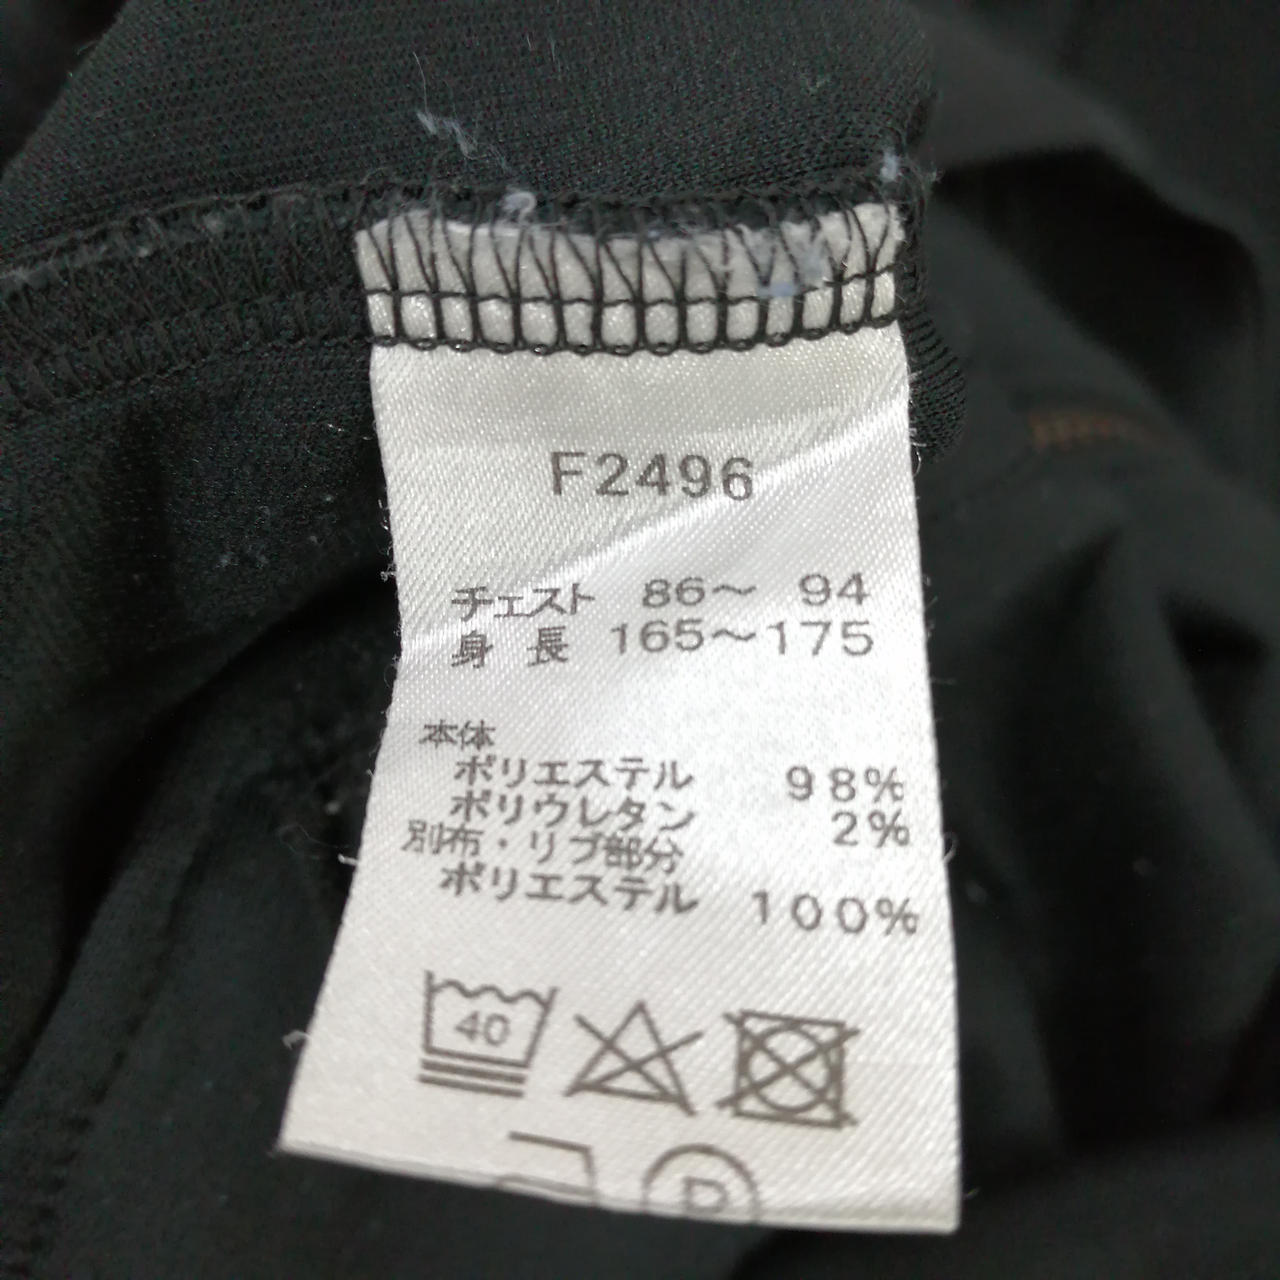 F2496
チェスト 86～ 94
身 長 165～175
本体
ポリエステル 98%
ポリウレタン 2%
別布・リブ部分
ポリエステル 100%
40
P